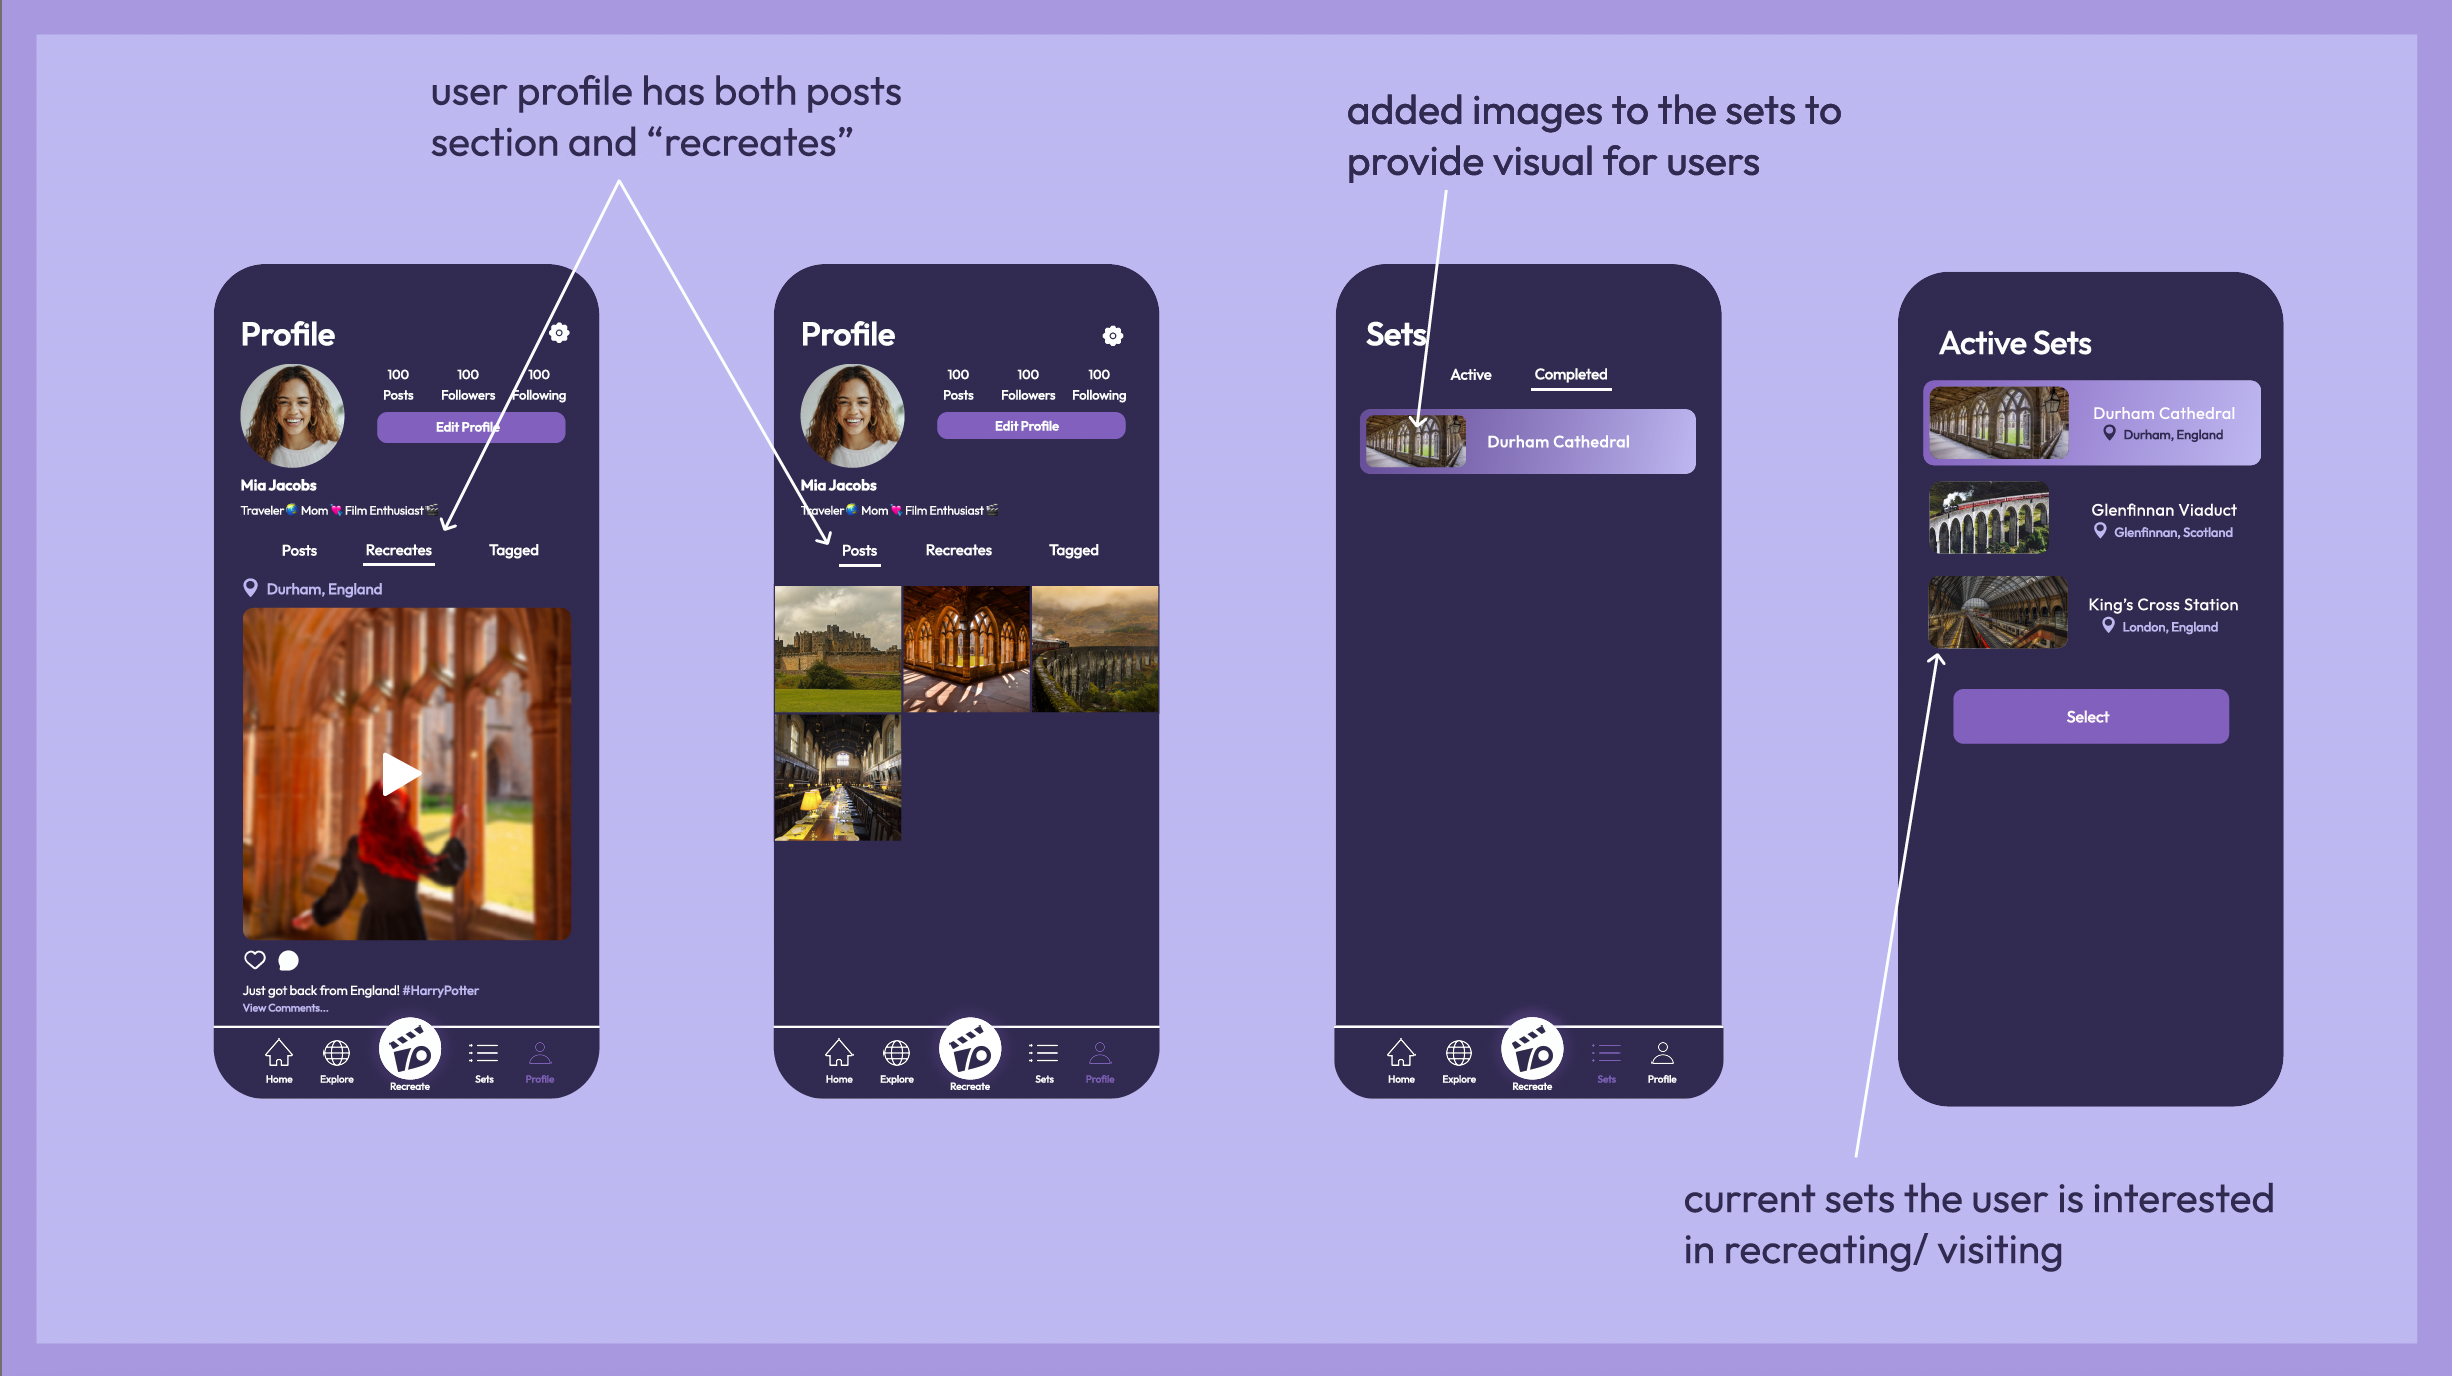 user profile has both posts
section and “recreates”
added images to the sets to
provide visual for users
Profile
100 100 100
Posts Followers Following
Edit Profile
Mia Jacobs
Traveler🌏 Mom💘 Film Enthusiast🎬
Posts Recreates Tagged
Durham, England
Just got back from England! #HarryPotter
View Comments...
Home Explore Recreate Sets Profile
Profile
100 100 100
Posts Followers Following
Edit Profile
Mia Jacobs
Traveler🌏 Mom💘 Film Enthusiast🎬
Posts Recreates Tagged
Home Explore Recreate Sets Profile
Sets
Active Completed
Durham Cathedral
Home Explore Recreate Sets Profile
Active Sets
Durham Cathedral
Durham, England
Glenfinnan Viaduct
Glenfinnan, Scotland
King’s Cross Station
London, England
Select
current sets the user is interested
in recreating/ visiting